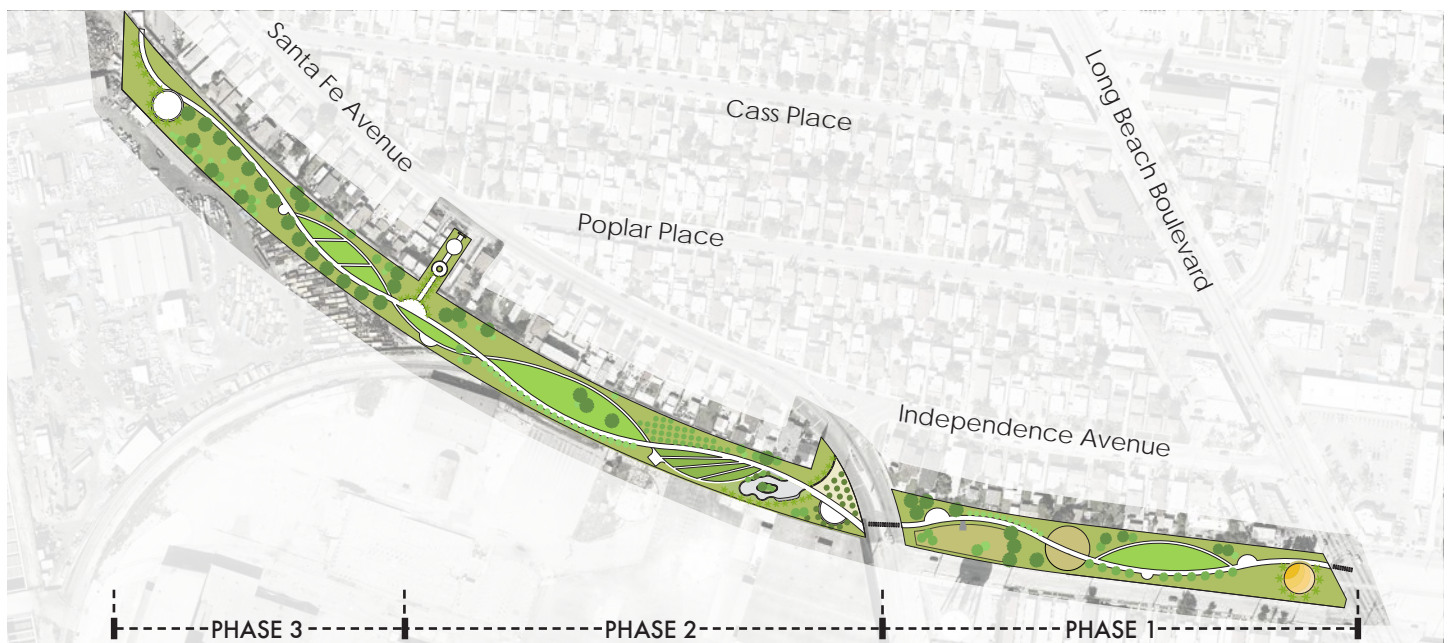 Santa Fe Avenue
Cass Place
Long Beach Boulevard
Poplar Place
Independence Avenue
PHASE 3
PHASE 2
PHASE 1